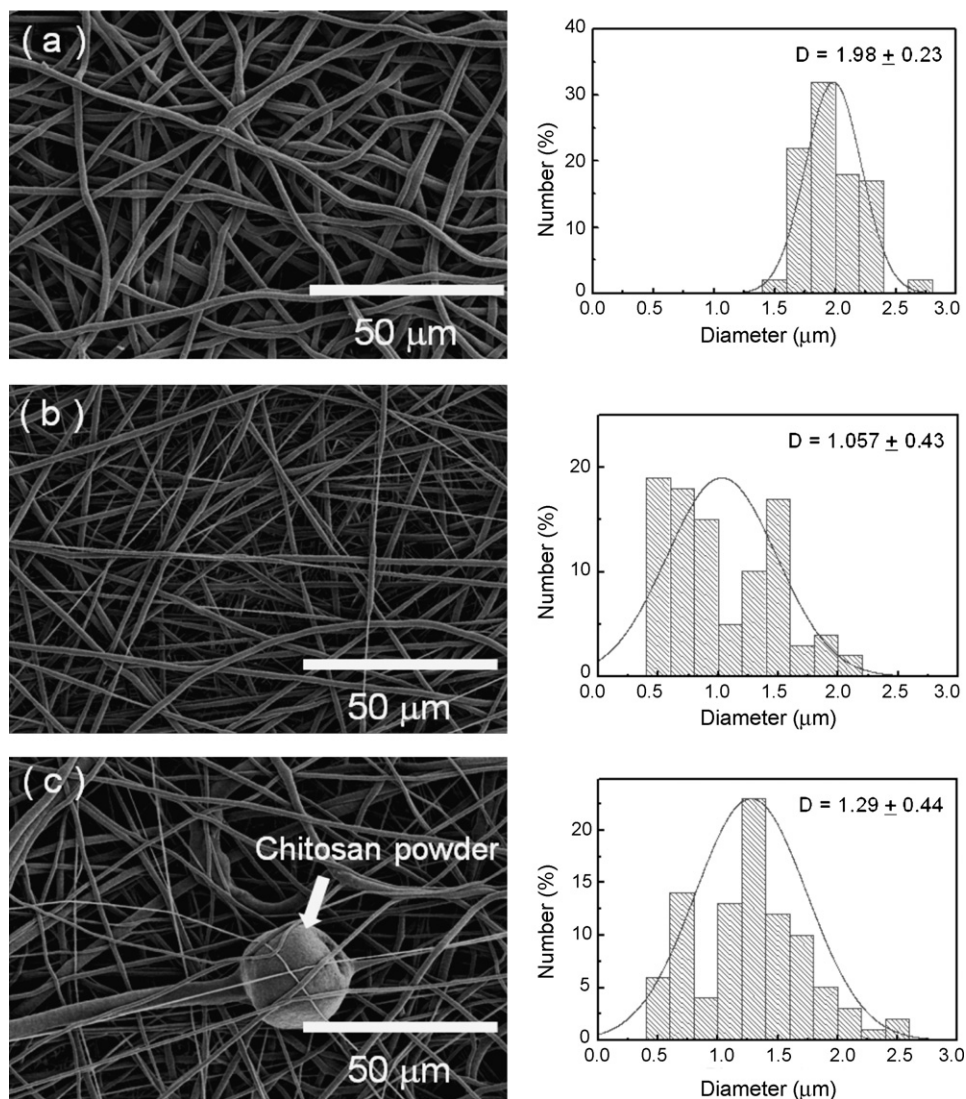 ( a )
50 μm
D = 1.98 ± 0.23
Number (%)
40
30
20
10
0
0.0 0.5 1.0 1.5 2.0 2.5 3.0
Diameter (μm)
( b )
50 μm
D = 1.057 ± 0.43
Number (%)
20
10
0
0.0 0.5 1.0 1.5 2.0 2.5 3.0
Diameter (μm)
( c )
Chitosan powder
50 μm
D = 1.29 ± 0.44
Number (%)
20
15
10
5
0
0.0 0.5 1.0 1.5 2.0 2.5 3.0
Diameter (μm)